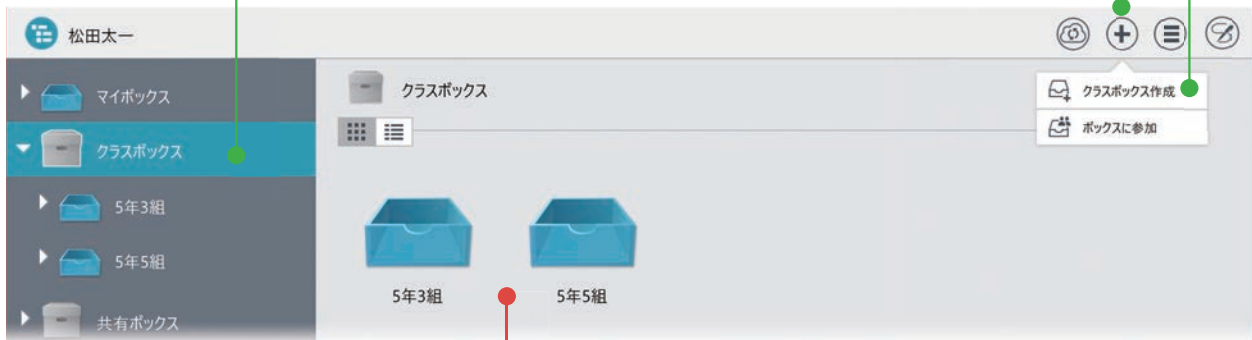 松田太一
マイボックス
クラスボックス
5年3組
5年5組
共有ボックス
クラスボックス
クラスボックス作成
ボックスに参加
5年3組
5年5組